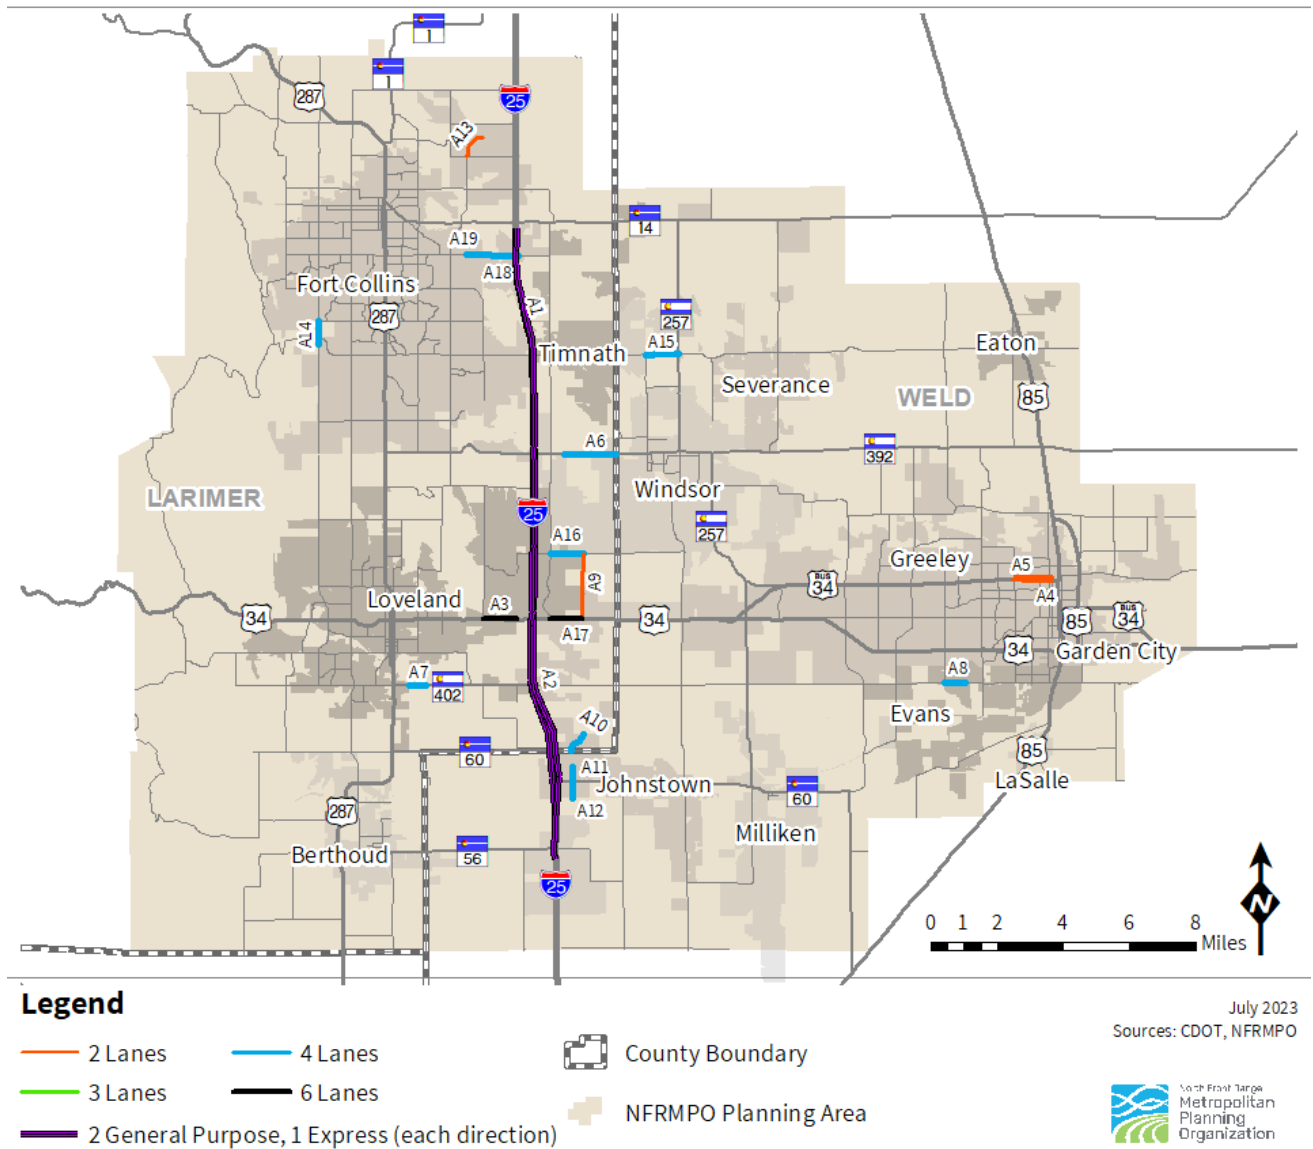 1
1
287
25
A13
14
A19
A18
Fort Collins
A1
287
257
A14
Timnath
A15
Eaton
Severance
85
WELD
A6
392
LARIMER
Windsor
25
257
A16
Greeley
A5
BUS
34
A9
A4
Loveland
A3
34
A17
34
85
BUS
34
34
Garden City
A7
402
A2
A8
Evans
A10
60
85
A11
Johnstown
LaSalle
A12
60
287
Milliken
56
Berthoud
25
N
0 1 2 4 6 8
Miles
Legend
July 2023
Sources: CDOT, NFRMPO
2 Lanes
4 Lanes
County Boundary
3 Lanes
6 Lanes
NFRMPO Planning Area
2 General Purpose, 1 Express (each direction)
North Front Range
Metropolitan
Planning
Organization